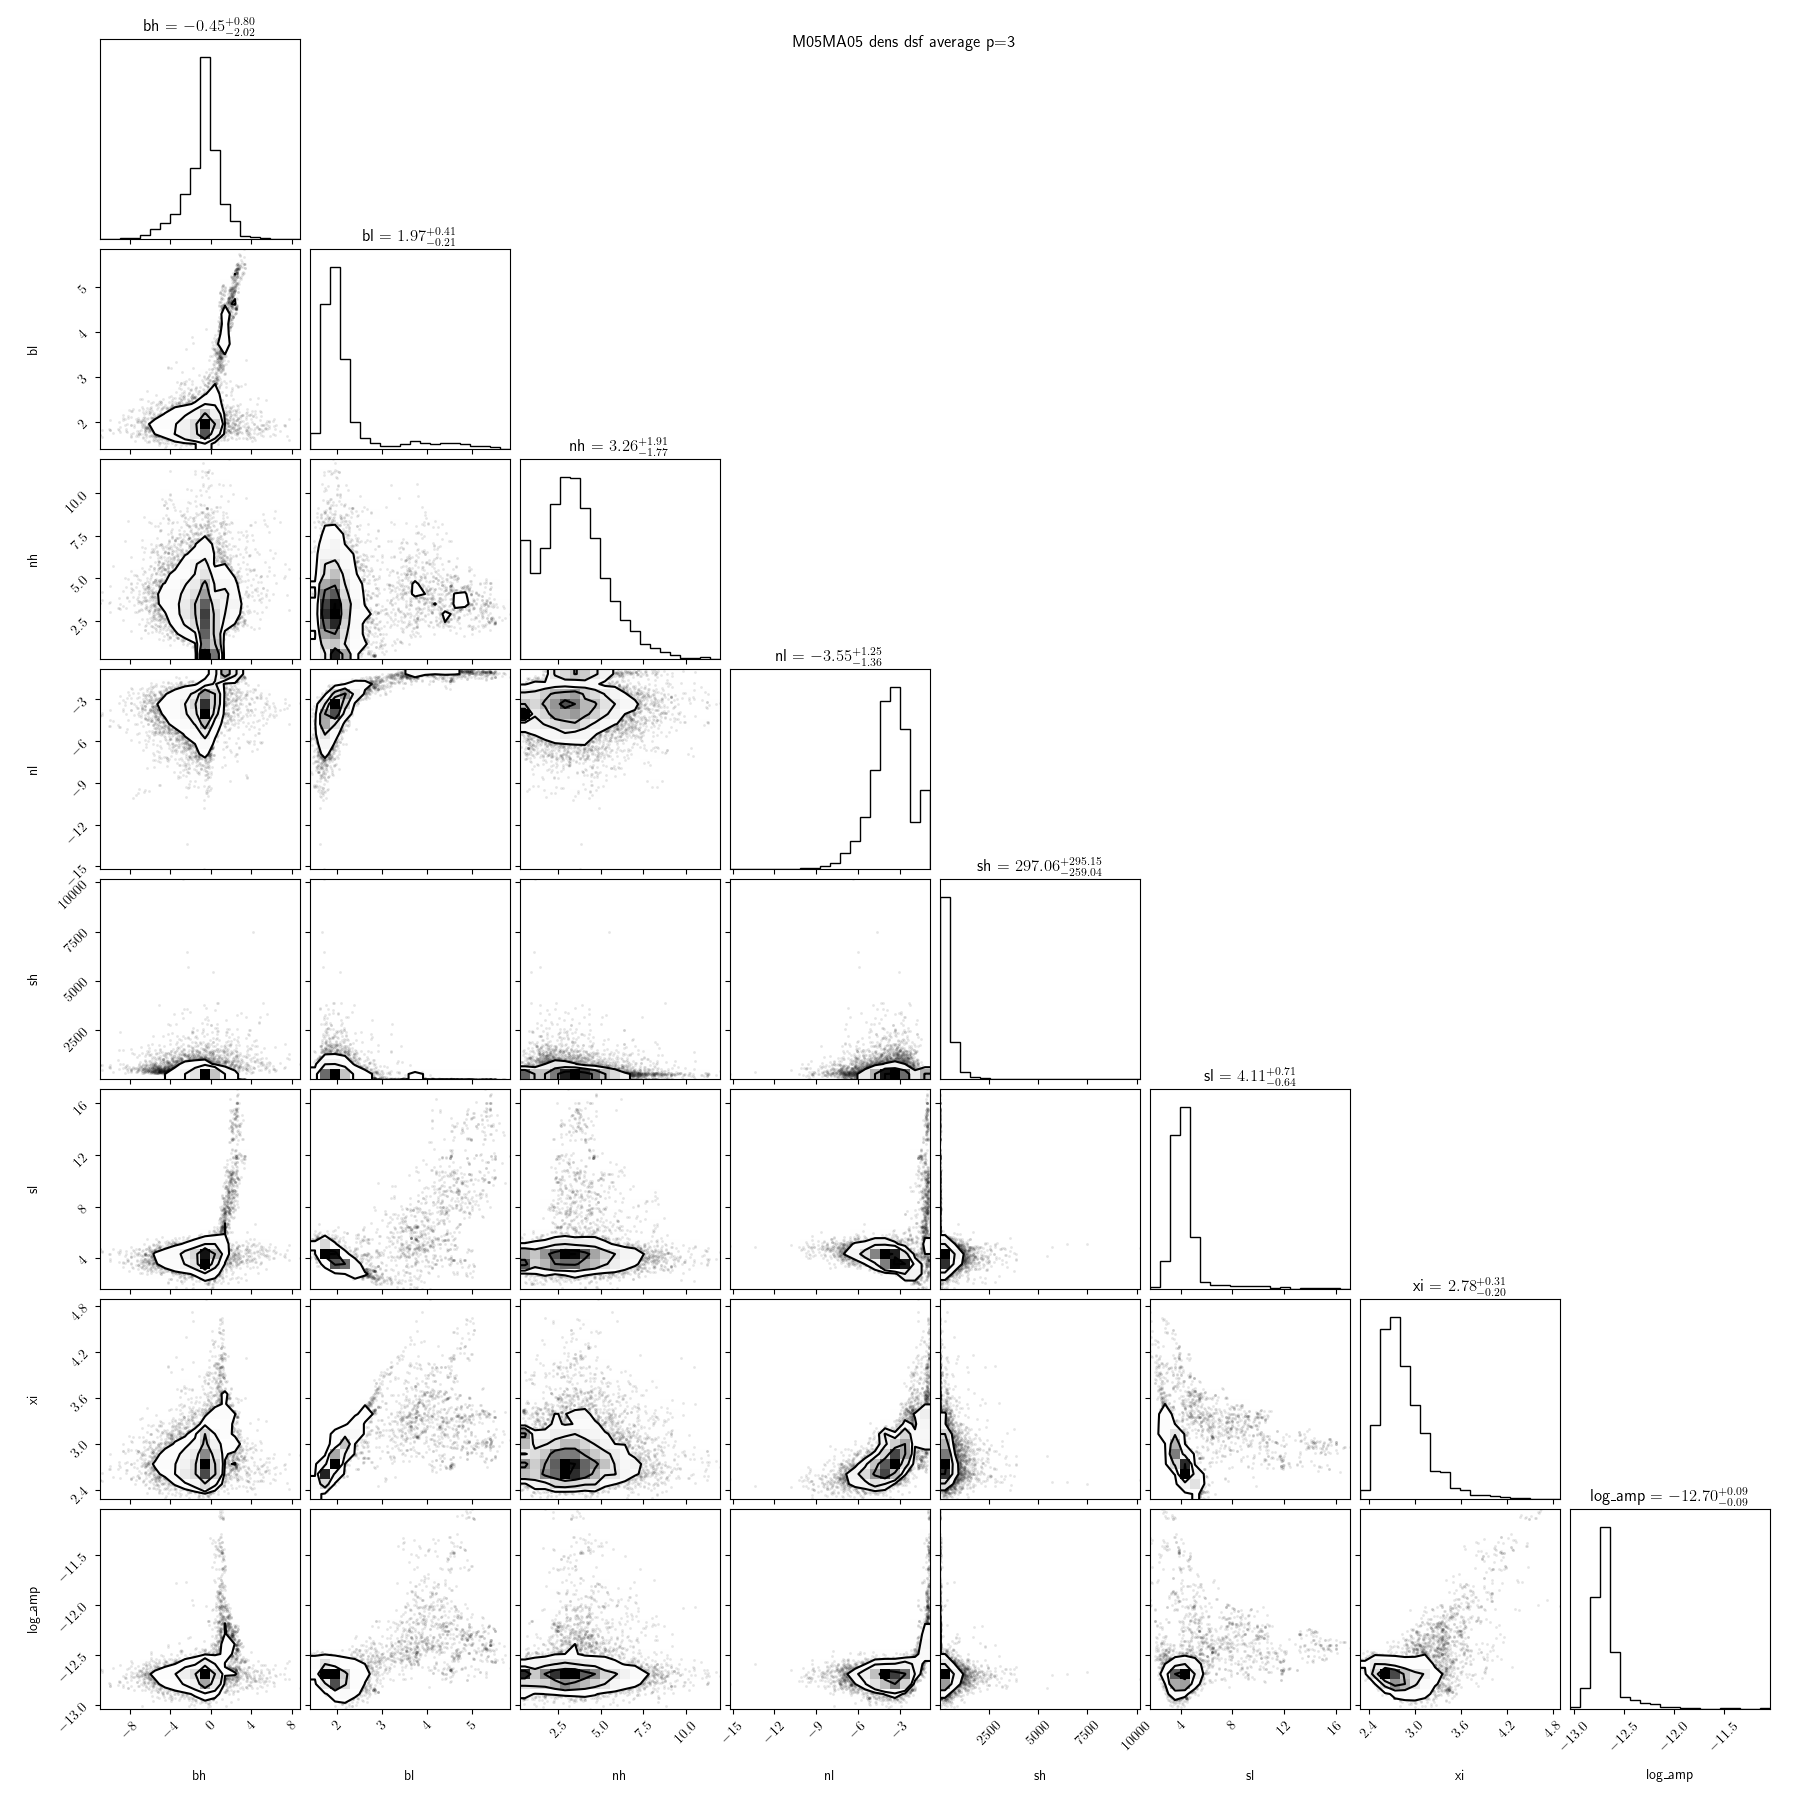 bh = −0.45+0.80−2.02
M05MA05 dens dsf average p=3
bl = 1.97+0.41−0.21
bl
5
4
3
2
nh = 3.26+1.91−1.77
nh
10.0
7.5
5.0
2.5
nl = −3.55+1.25−1.36
nl
−3
−6
−9
−12
−15
sh = 297.06+295.15−259.04
sh
10000
7500
5000
2500
sl = 4.11+0.71−0.64
sl
16
12
8
4
xi = 2.78+0.31−0.20
xi
4.8
4.2
3.6
3.0
2.4
log_amp = −12.70+0.09−0.09
log_amp
−11.5
−12.0
−12.5
−13.0
−8 −4 0 4 8
2 3 4 5
2.5 5.0 7.5 10.0
−15 −12 −9 −6 −3
2500 5000 7500 10000
4 8 12 16
2.4 3.0 3.6 4.2 4.8
−13.0 −12.5 −12.0 −11.5
bh bl nh nl sh sl xi log_amp